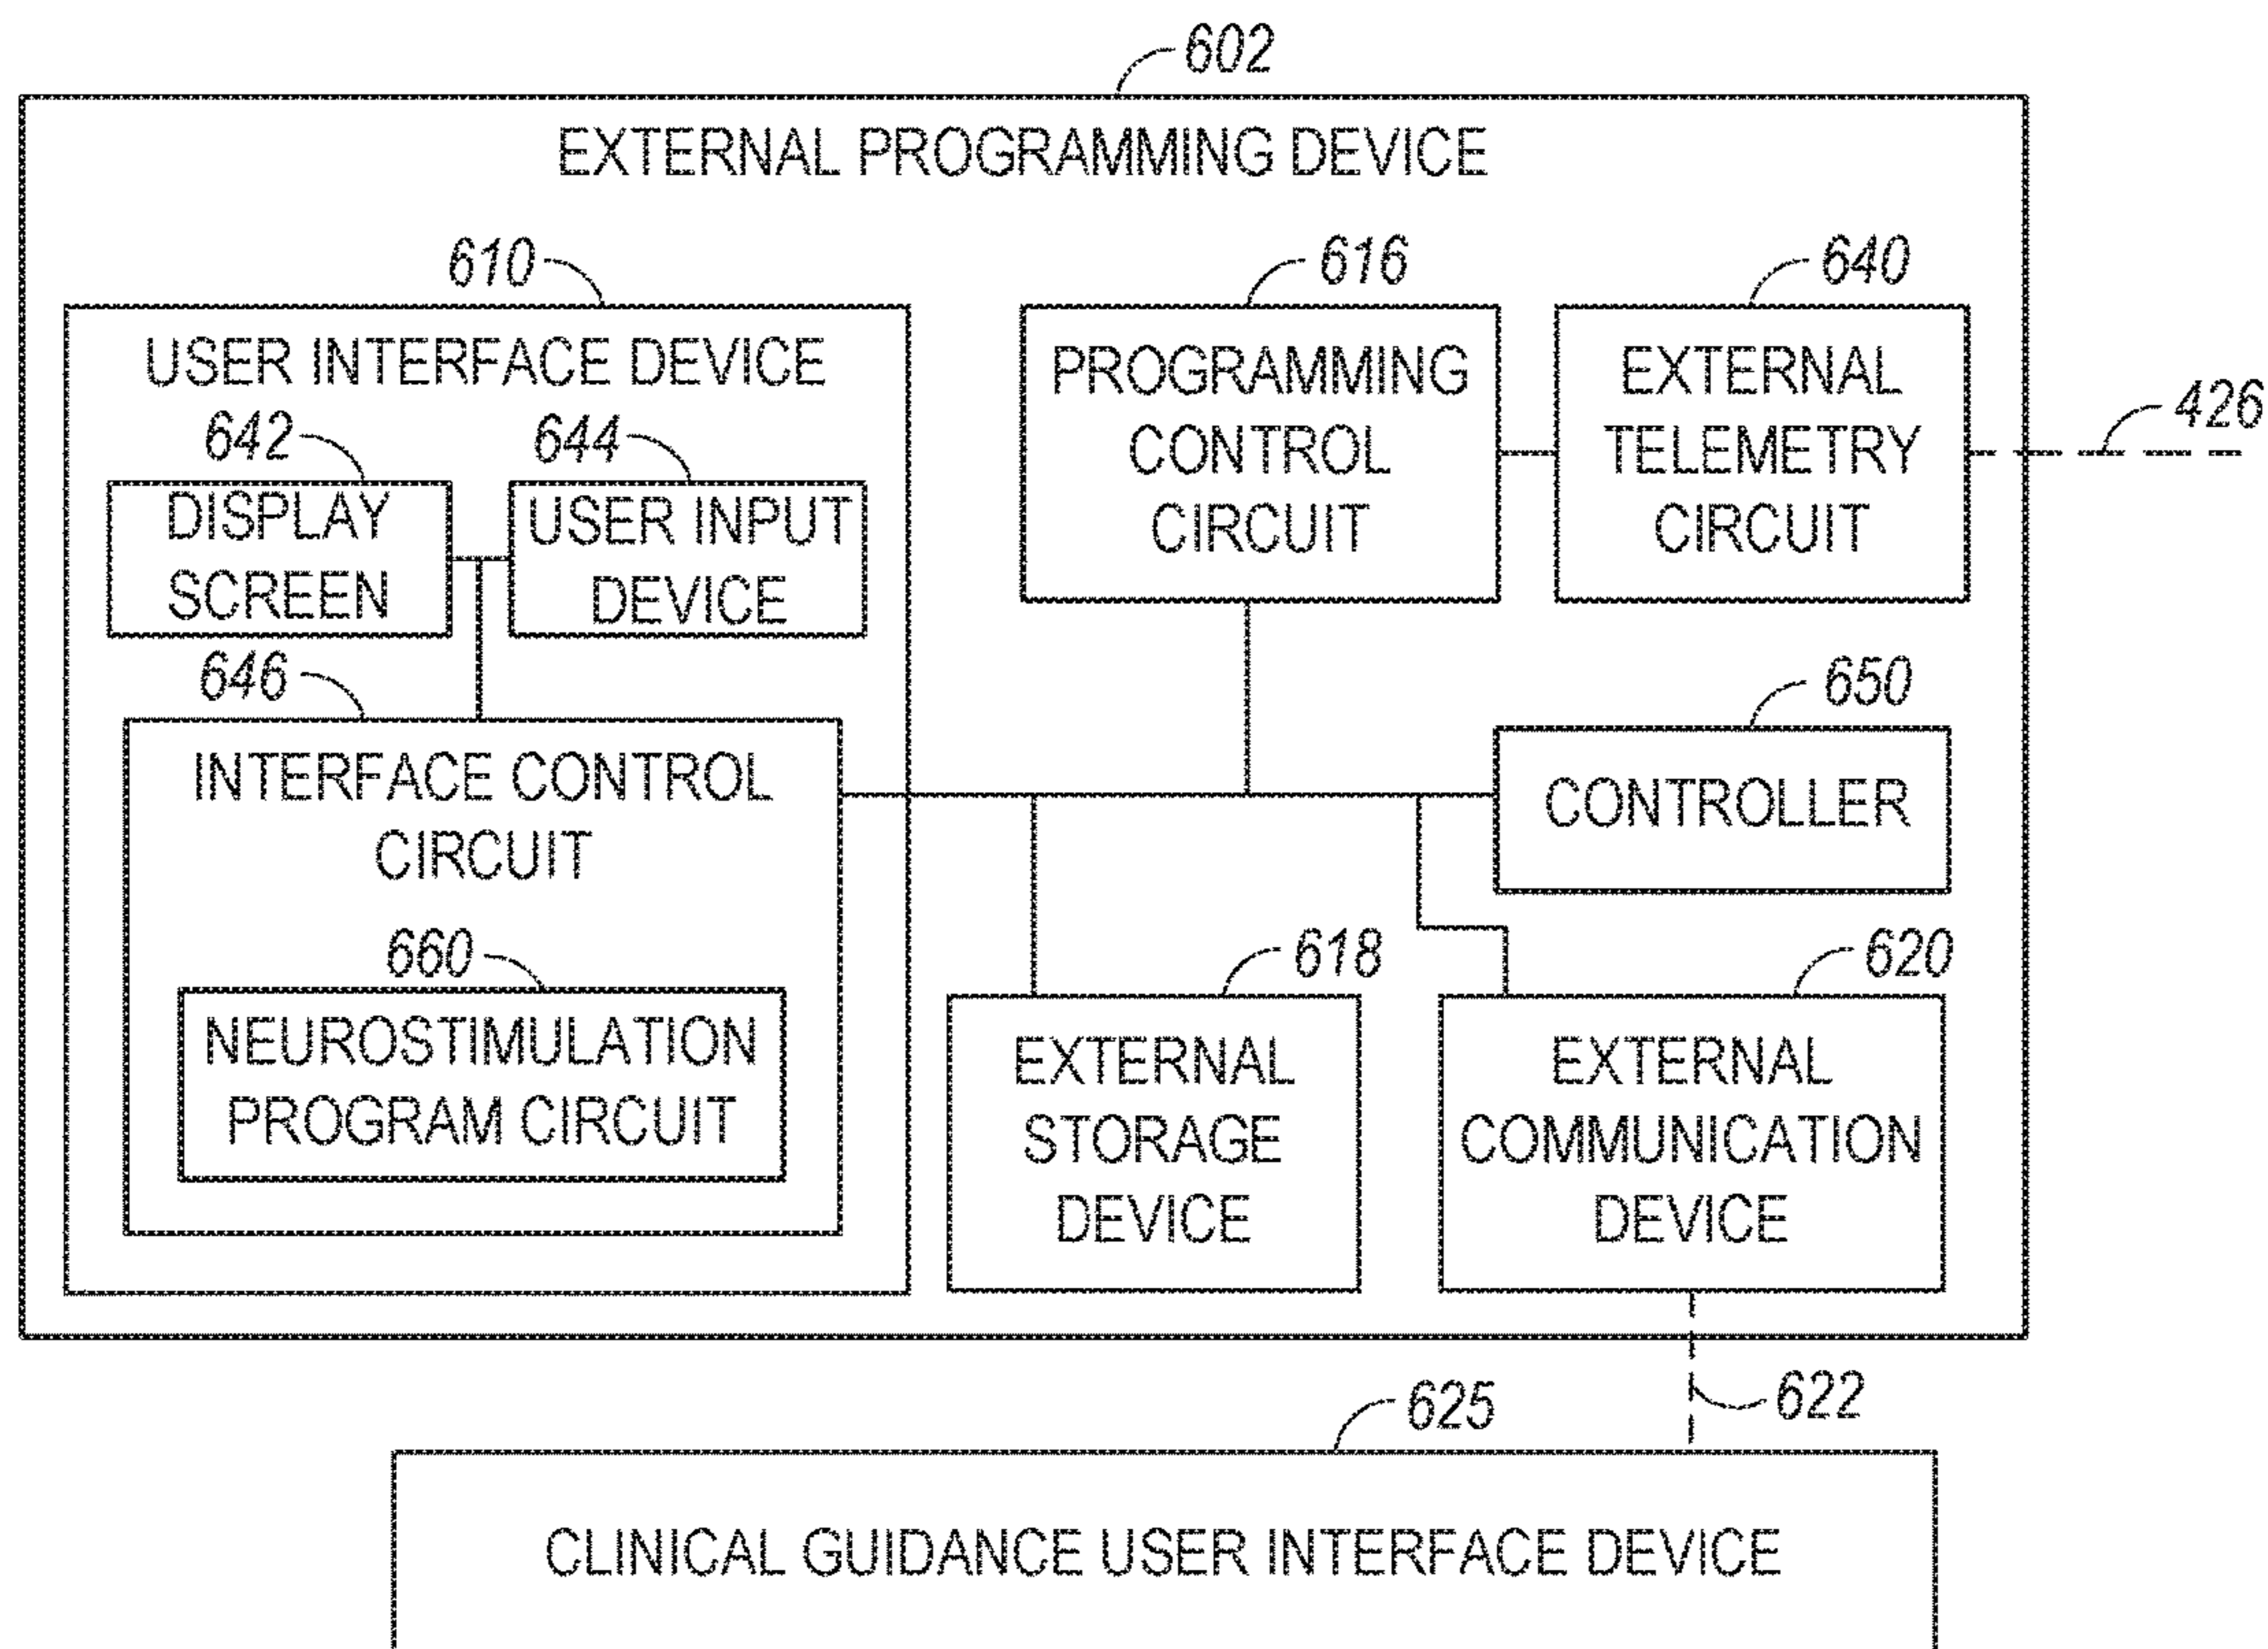 602
EXTERNAL PROGRAMMING DEVICE
610
USER INTERFACE DEVICE
642
DISPLAY
SCREEN
644
USER INPUT
DEVICE
646
INTERFACE CONTROL
CIRCUIT
660
NEUROSTIMULATION
PROGRAM CIRCUIT
616
PROGRAMMING
CONTROL
CIRCUIT
640
EXTERNAL
TELEMETRY
CIRCUIT
426
650
CONTROLLER
618
EXTERNAL
STORAGE
DEVICE
620
EXTERNAL
COMMUNICATION
DEVICE
622
625
CLINICAL GUIDANCE USER INTERFACE DEVICE